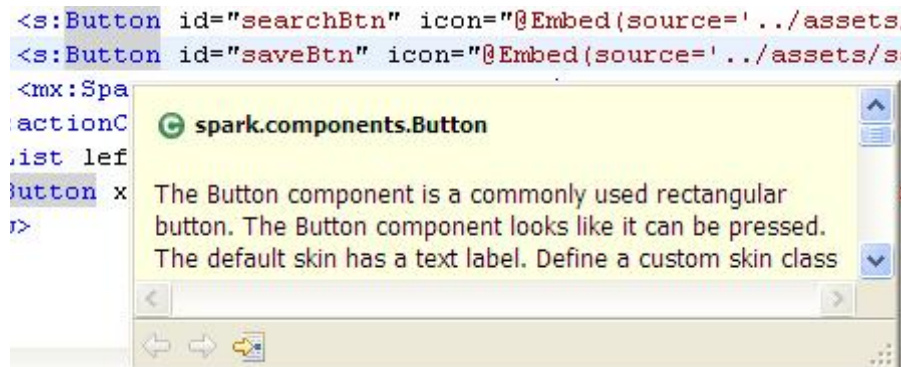 <s:Button id="searchBtn" icon="@Embed(source='../assets/
<s:Button id="saveBtn" icon="@Embed(source='../assets/s
<mx:Spa
actionC
List lef
Button x
>
spark.components.Button
The Button component is a commonly used rectangular
button. The Button component looks like it can be pressed.
The default skin has a text label. Define a custom skin class